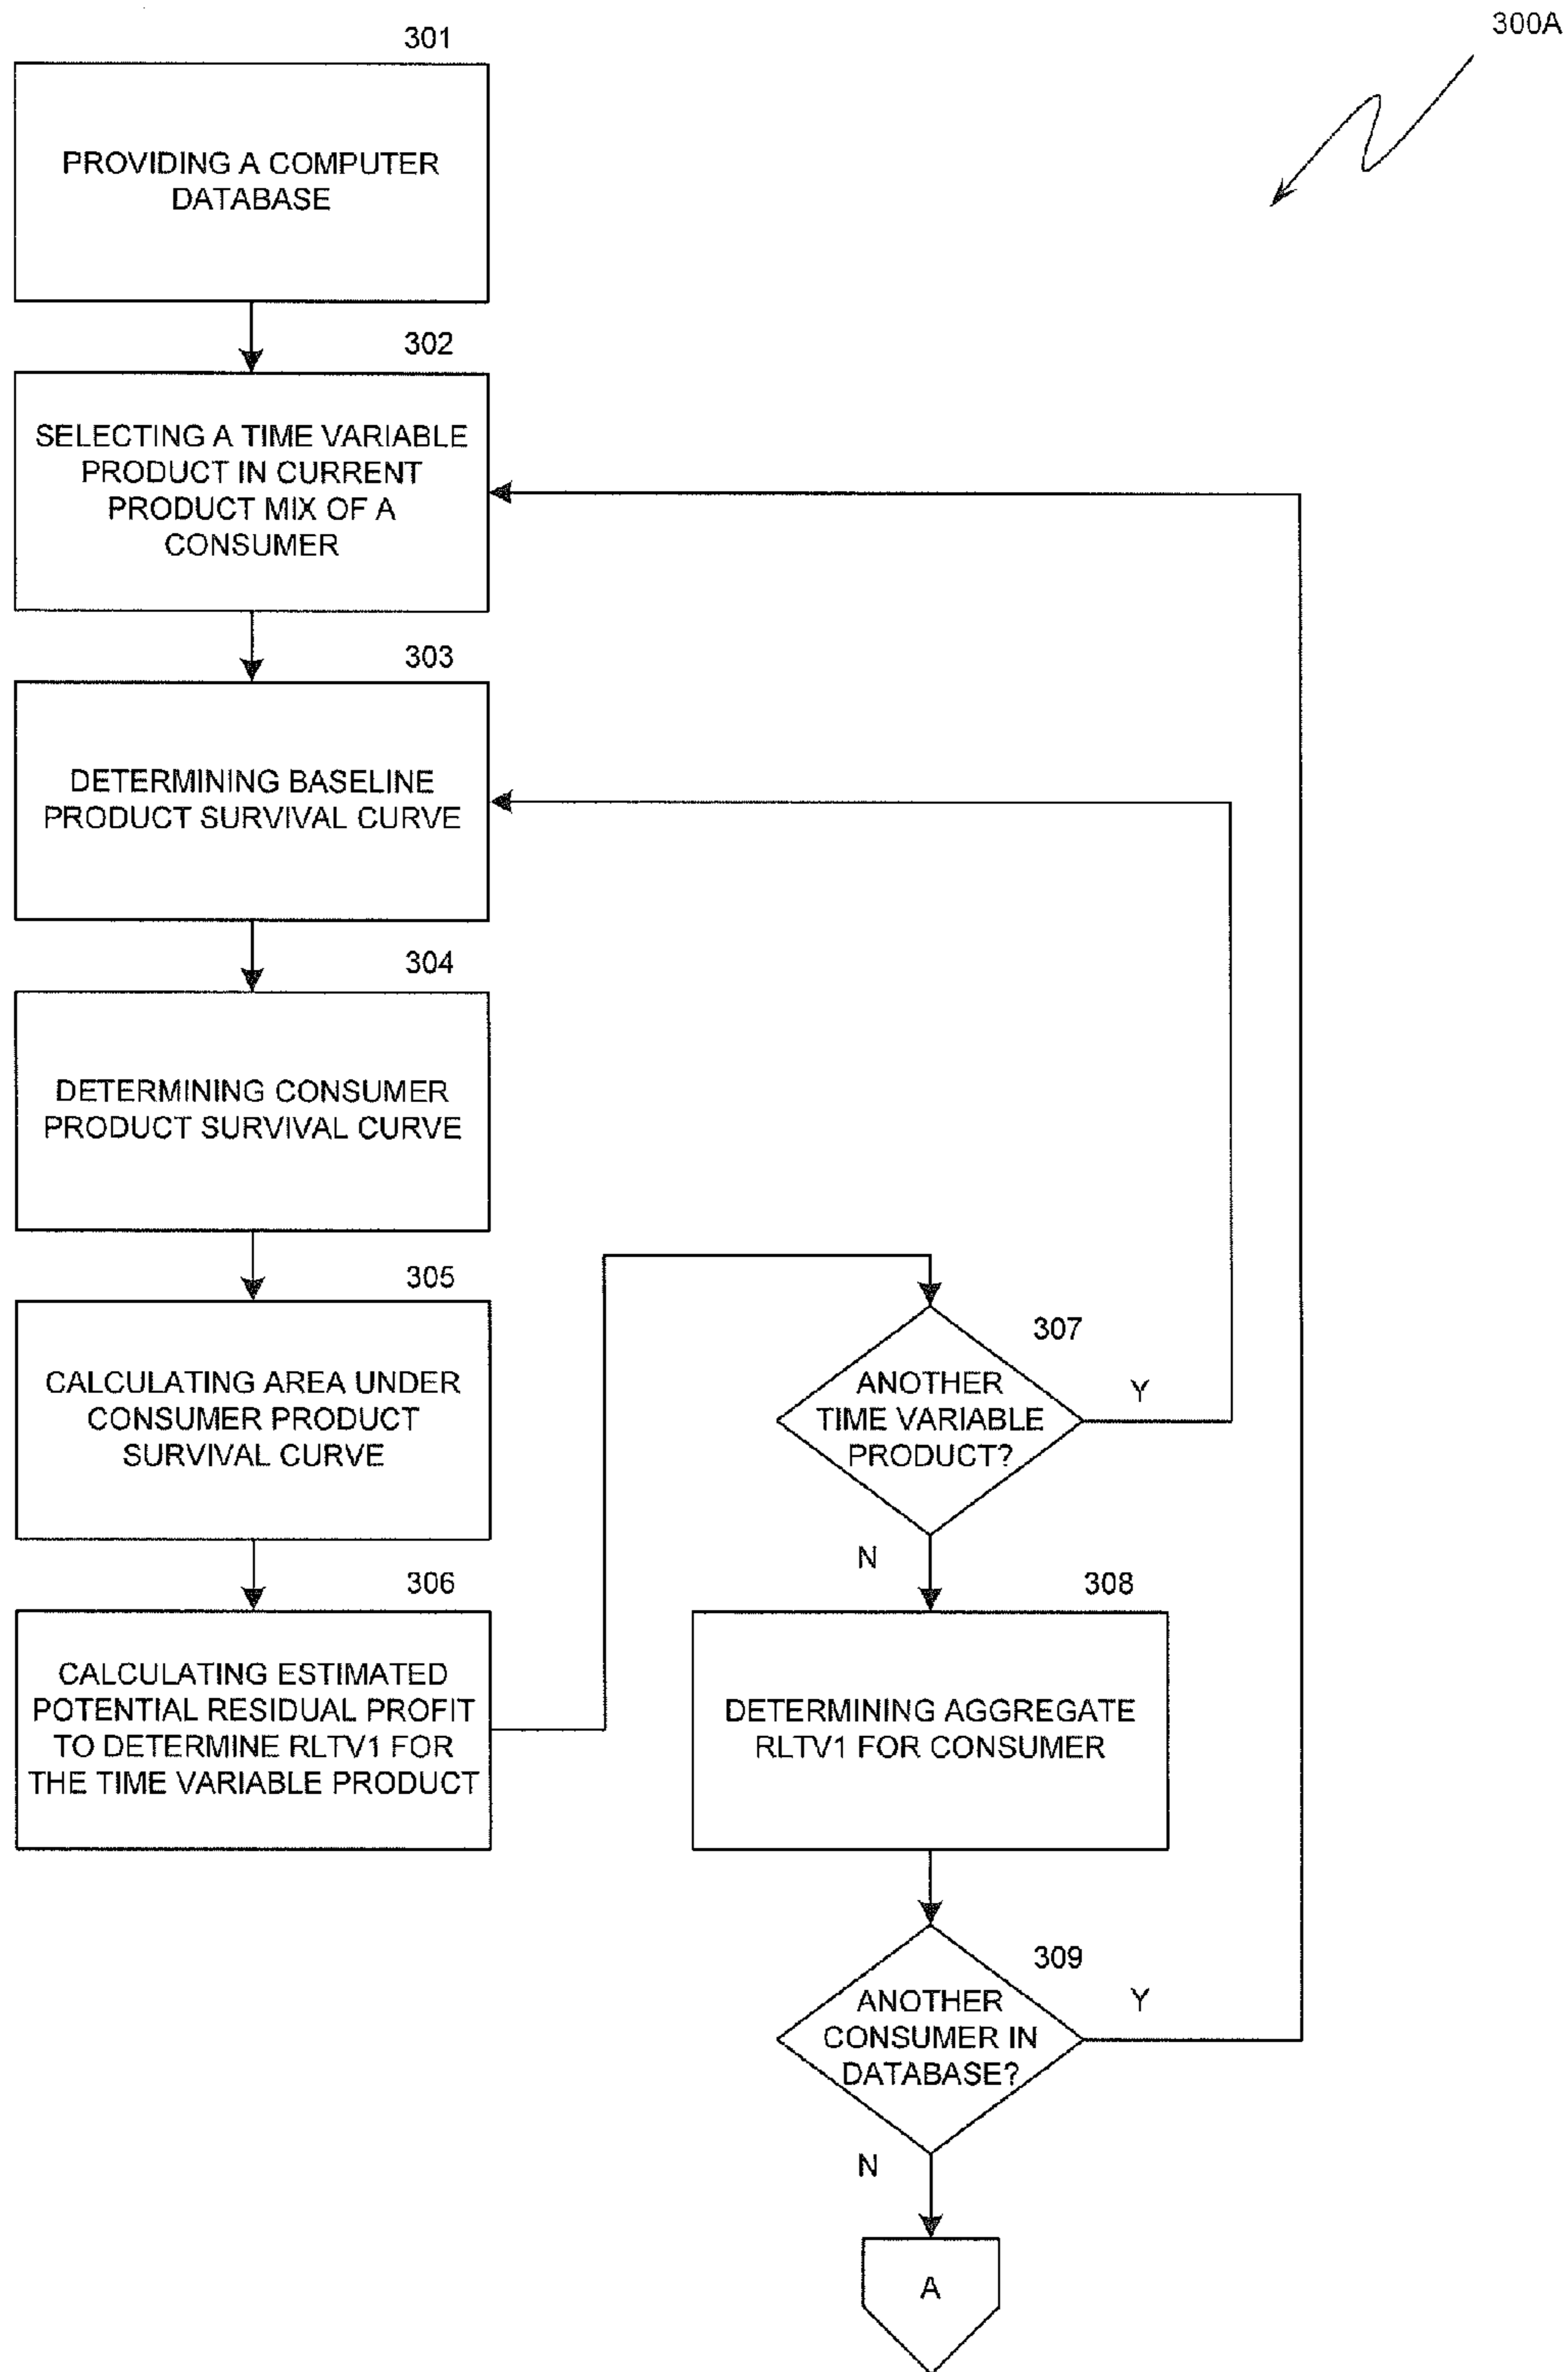 300A
301
PROVIDING A COMPUTER
DATABASE
302
SELECTING A TIME VARIABLE
PRODUCT IN CURRENT
PRODUCT MIX OF A
CONSUMER
303
DETERMINING BASELINE
PRODUCT SURVIVAL CURVE
304
DETERMINING CONSUMER
PRODUCT SURVIVAL CURVE
305
CALCULATING AREA UNDER
CONSUMER PRODUCT
SURVIVAL CURVE
306
CALCULATING ESTIMATED
POTENTIAL RESIDUAL PROFIT
TO DETERMINE RLTV1 FOR
THE TIME VARIABLE PRODUCT
307
ANOTHER
TIME VARIABLE
PRODUCT?
Y
N
308
DETERMINING AGGREGATE
RLTV1 FOR CONSUMER
309
ANOTHER
CONSUMER IN
DATABASE?
Y
N
A